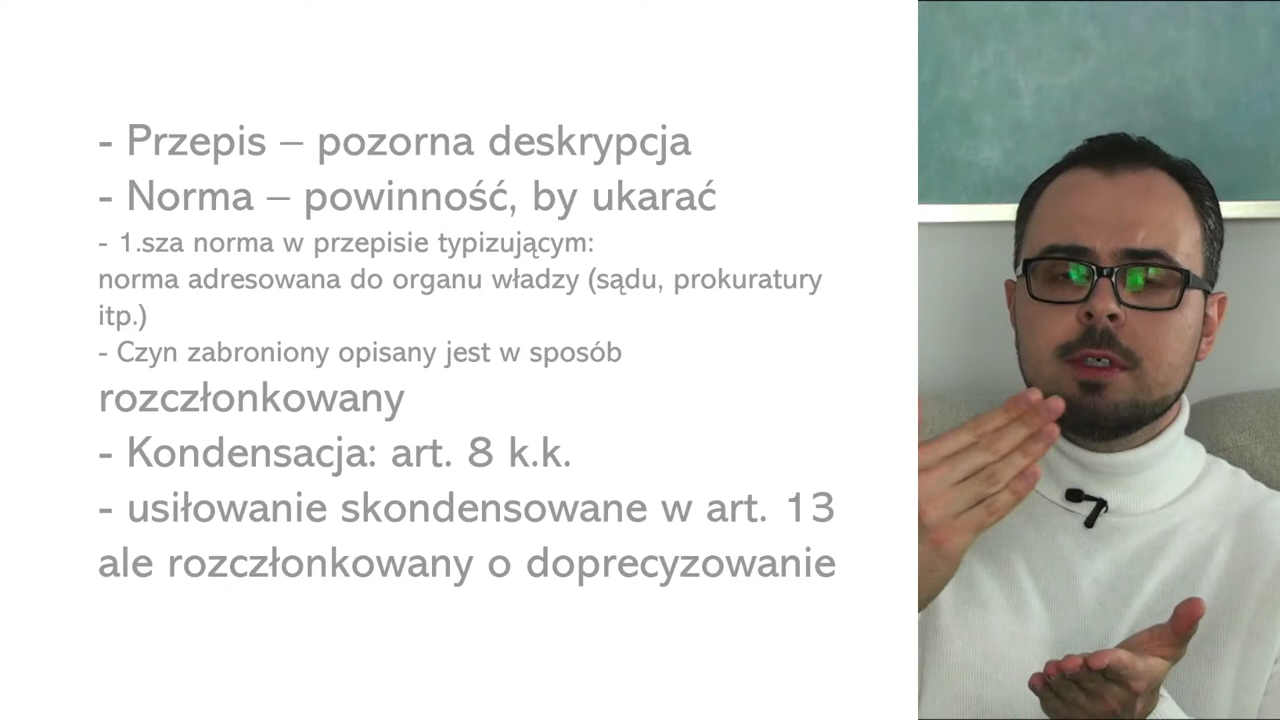 - Przepis – pozorna deskrypcja
- Norma – powinność, by ukarać
- 1.sza norma w przepisie typizującym:
norma adresowana do organu władzy (sądu, prokuratury
itp.)
- Czyn zabroniony opisany jest w sposób
rozczłonkowany
- Kondensacja: art. 8 k.k.
- usiłowanie skondensowane w art. 13
ale rozczłonkowany o doprecyzowanie